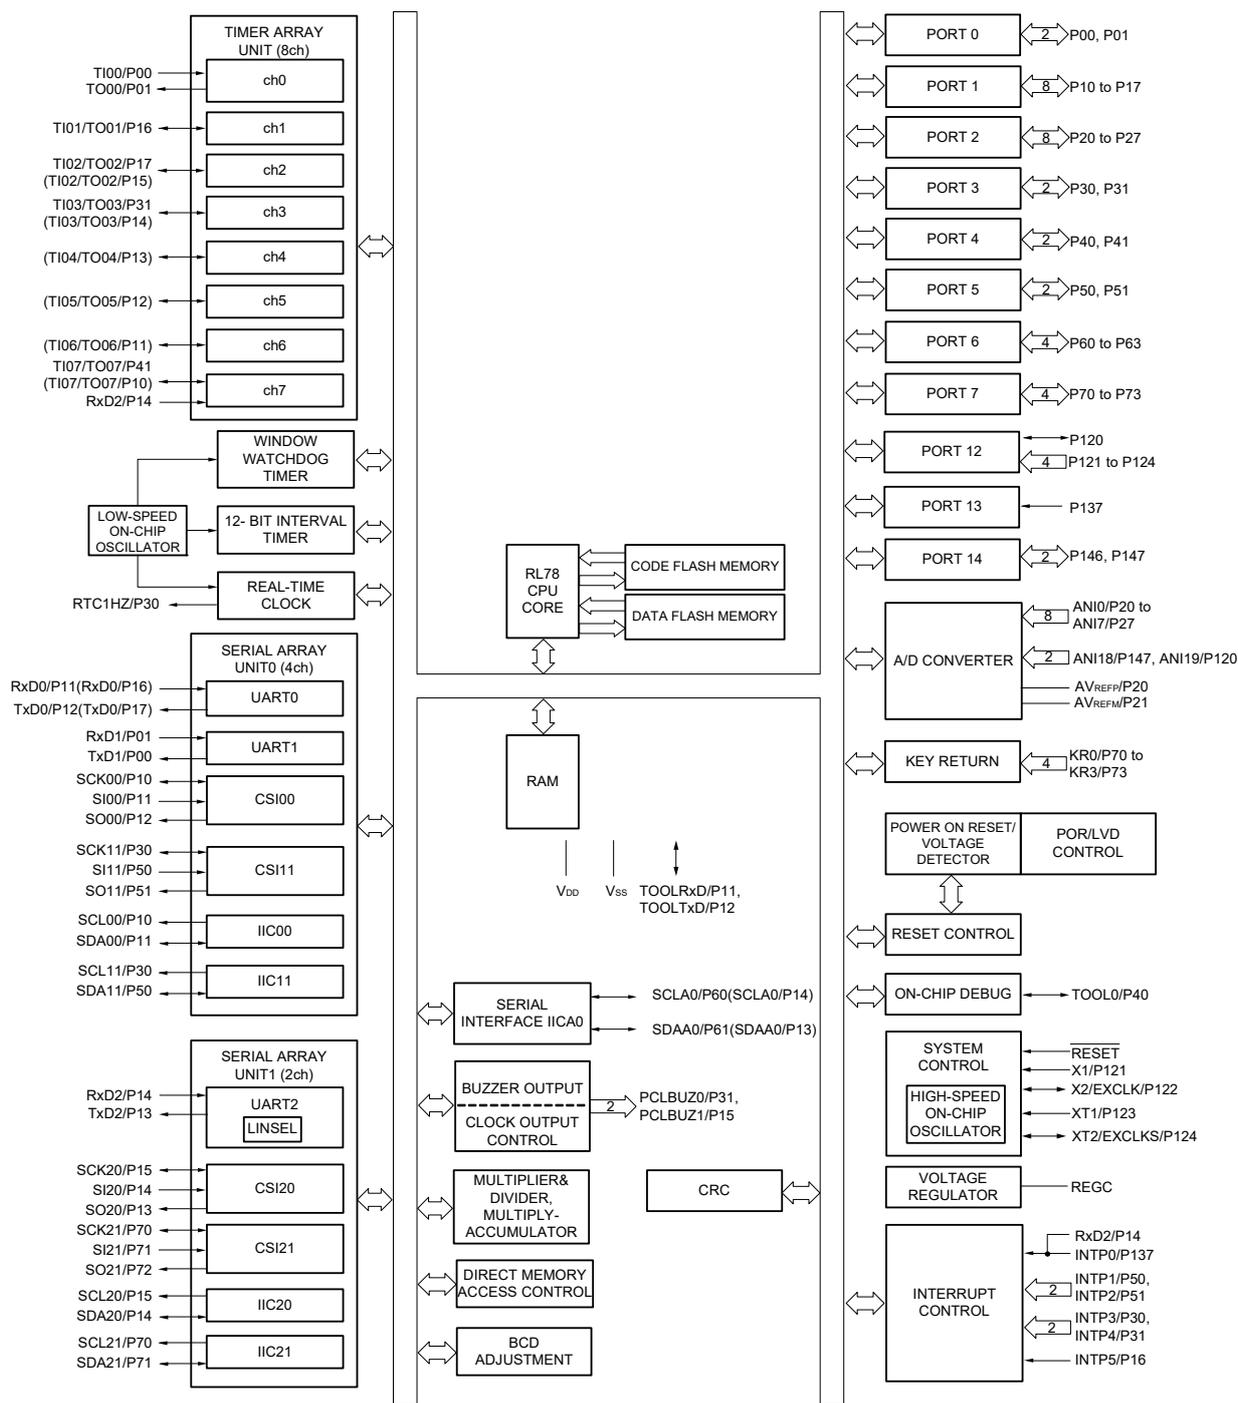 TIMER ARRAY
UNIT (8ch)
TI00/P00
TO00/P01
ch0
TI01/TO01/P16
ch1
TI02/TO02/P17
(TI02/TO02/P15)
ch2
TI03/TO03/P31
(TI03/TO03/P14)
ch3
(TI04/TO04/P13)
ch4
(TI05/TO05/P12)
ch5
(TI06/TO06/P11)
ch6
TI07/TO07/P41
(TI07/TO07/P10)
RxD2/P14
ch7
WINDOW
WATCHDOG
TIMER
LOW-SPEED
ON-CHIP
OSCILLATOR
12- BIT INTERVAL
TIMER
REAL-TIME
CLOCK
RTC1HZ/P30
SERIAL ARRAY
UNIT0 (4ch)
RxD0/P11(RxD0/P16)
TxD0/P12(TxD0/P17)
UART0
RxD1/P01
TxD1/P00
UART1
SCK00/P10
SI00/P11
SO00/P12
CSI00
SCK11/P30
SI11/P50
SO11/P51
CSI11
SCL00/P10
SDA00/P11
IIC00
SCL11/P30
SDA11/P50
IIC11
SERIAL ARRAY
UNIT1 (2ch)
RxD2/P14
TxD2/P13
UART2
LINSEL
SCK20/P15
SI20/P14
SO20/P13
CSI20
SCK21/P70
SI21/P71
SO21/P72
CSI21
SCL20/P15
SDA20/P14
IIC20
SCL21/P70
SDA21/P71
IIC21
RL78
CPU
CORE
CODE FLASH MEMORY
DATA FLASH MEMORY
RAM
VDD
VSS
TOOLRxD/P11,
TOOLTxD/P12
SERIAL
INTERFACE IICA0
SCLA0/P60(SCLA0/P14)
SDAA0/P61(SDAA0/P13)
BUZZER OUTPUT
CLOCK OUTPUT
CONTROL
2
PCLBUZ0/P31,
PCLBUZ1/P15
MULTIPLIER&
DIVIDER,
MULTIPLY-
ACCUMULATOR
CRC
DIRECT MEMORY
ACCESS CONTROL
BCD
ADJUSTMENT
PORT 0
2
P00, P01
PORT 1
8
P10 to P17
PORT 2
8
P20 to P27
PORT 3
2
P30, P31
PORT 4
2
P40, P41
PORT 5
2
P50, P51
PORT 6
4
P60 to P63
PORT 7
4
P70 to P73
PORT 12
P120
4
P121 to P124
PORT 13
P137
PORT 14
2
P146, P147
A/D CONVERTER
8
ANI0/P20 to
ANI7/P27
2
ANI18/P147, ANI19/P120
AVREFP/P20
AVREFM/P21
KEY RETURN
4
KR0/P70 to
KR3/P73
POWER ON RESET/
VOLTAGE
DETECTOR
POR/LVD
CONTROL
RESET CONTROL
ON-CHIP DEBUG
TOOL0/P40
SYSTEM
CONTROL
HIGH-SPEED
ON-CHIP
OSCILLATOR
RESET
X1/P121
X2/EXCLK/P122
XT1/P123
XT2/EXCLKS/P124
VOLTAGE
REGULATOR
REGC
INTERRUPT
CONTROL
RxD2/P14
INTP0/P137
2
INTP1/P50,
INTP2/P51
2
INTP3/P30,
INTP4/P31
INTP5/P16